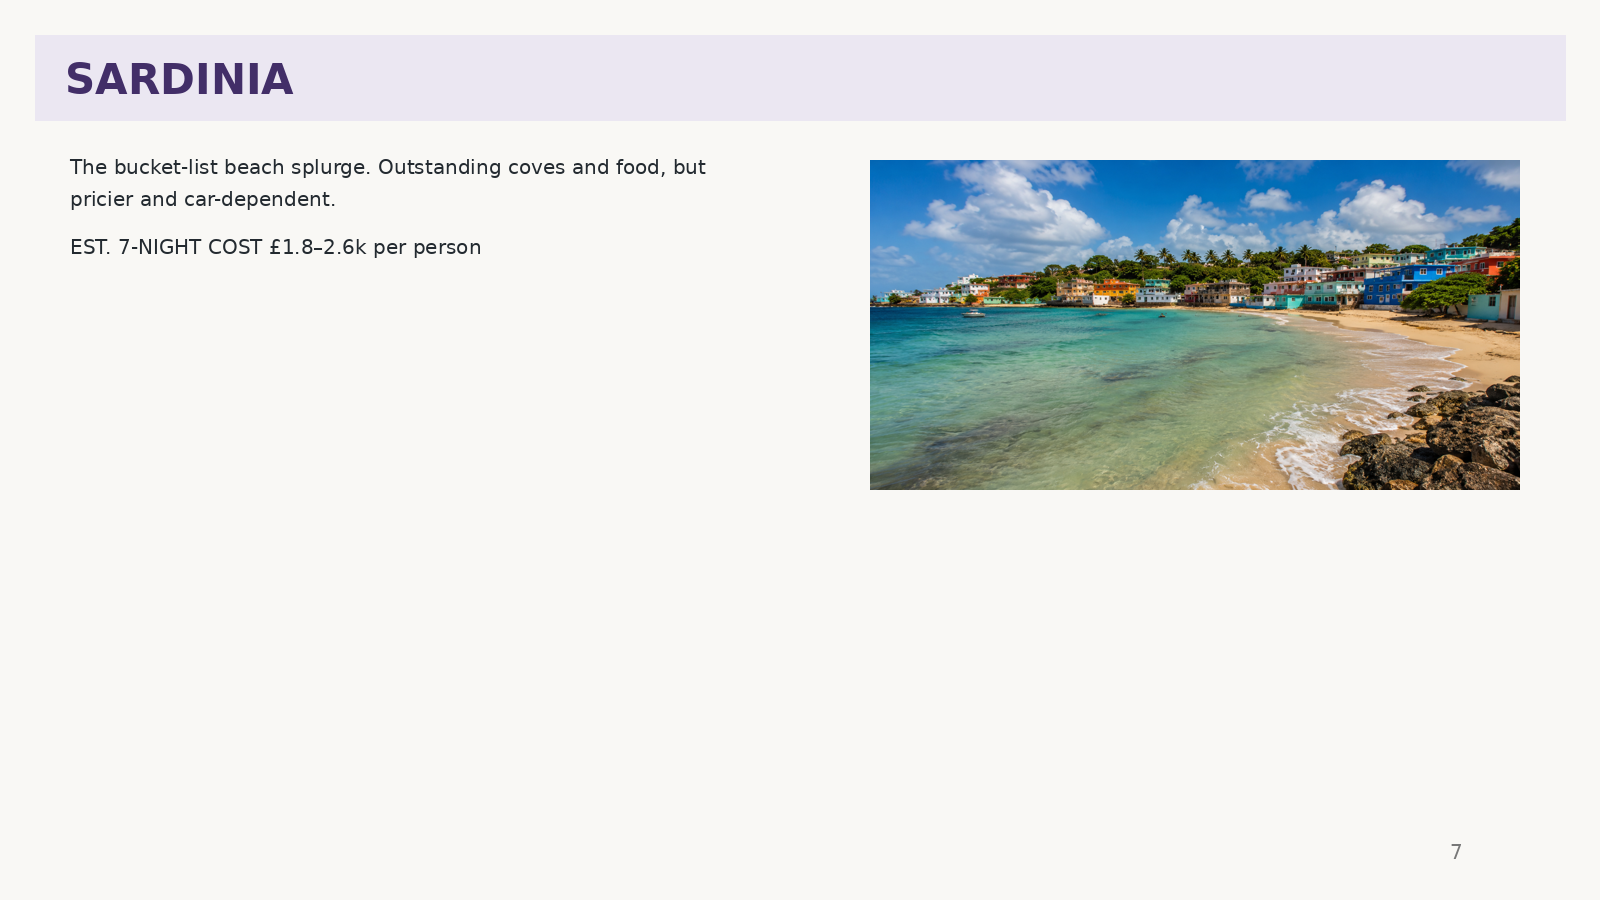 SARDINIA
The bucket-list beach splurge. Outstanding coves and food, but
pricier and car-dependent.
EST. 7-NIGHT COST £1.8–2.6k per person
7